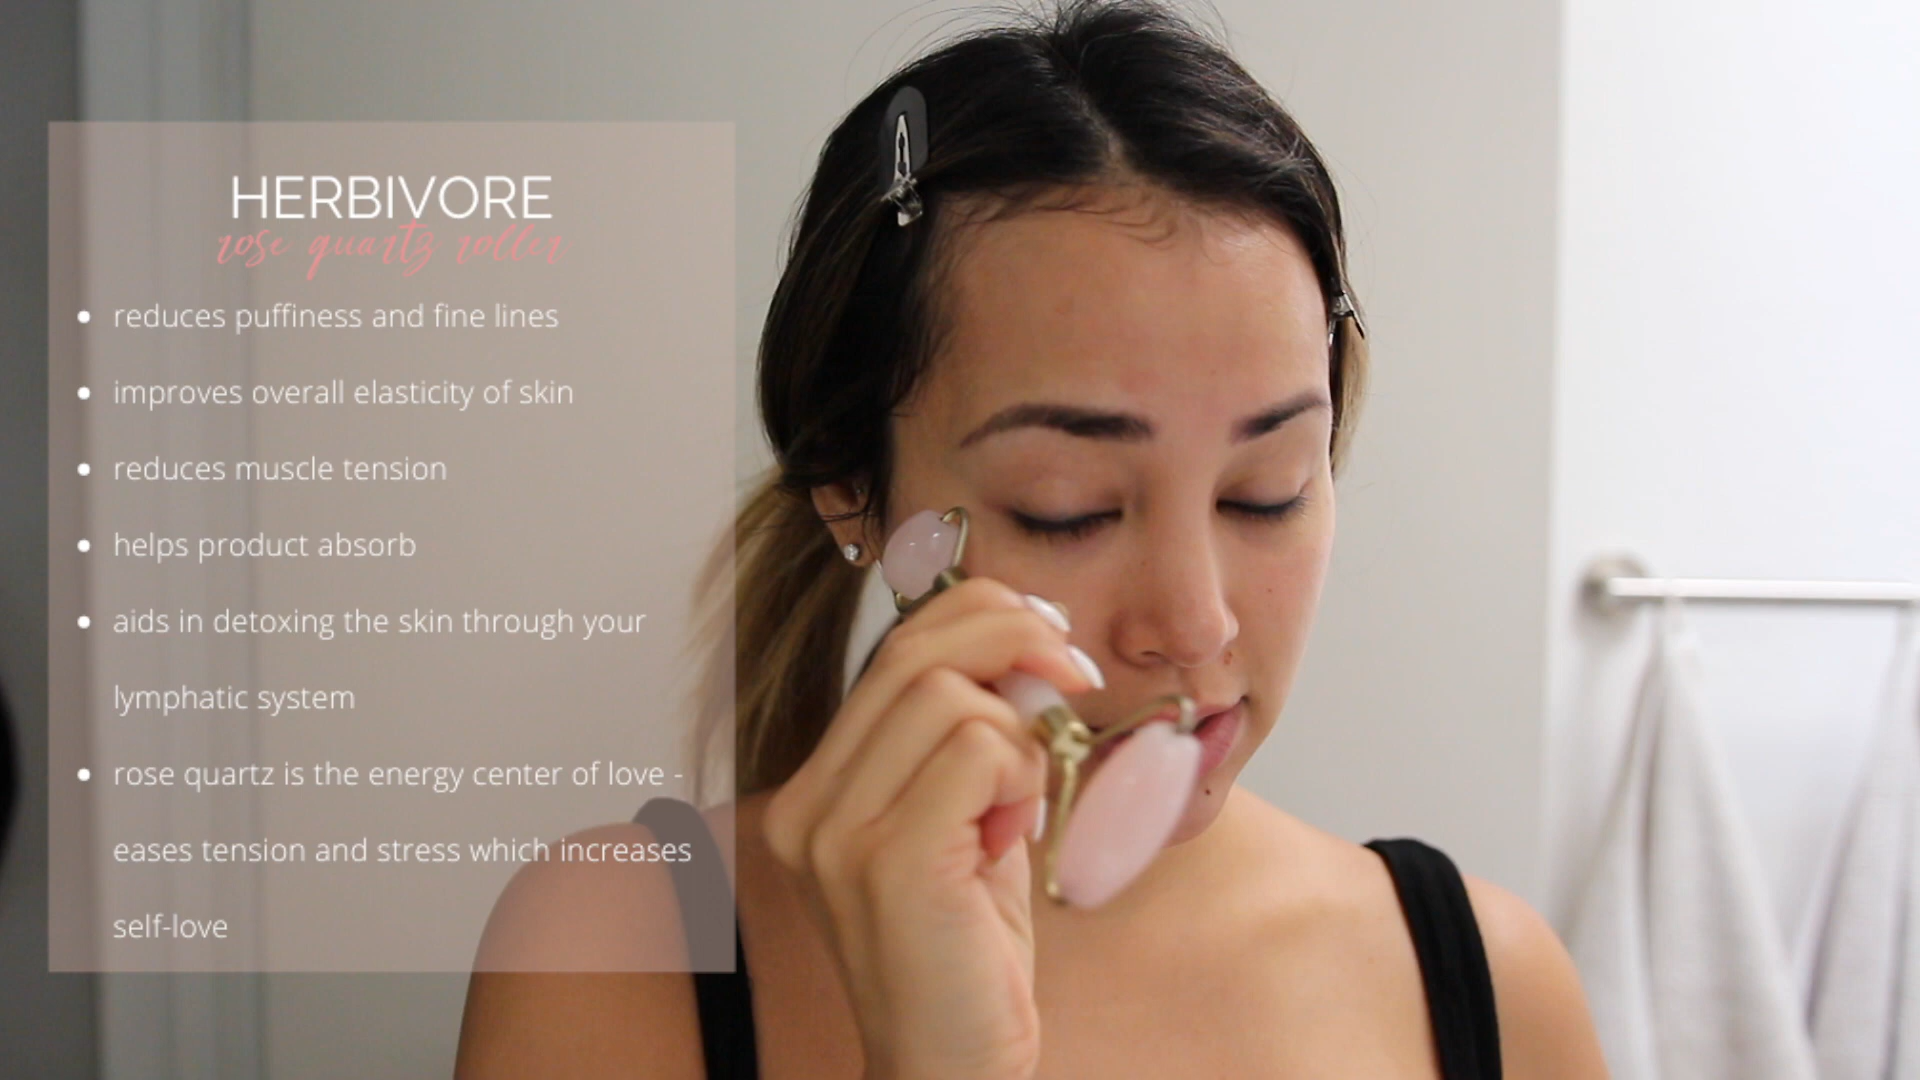 HERBIVORE
rose quartz roller
• reduces puffiness and fine lines
• improves overall elasticity of skin
• reduces muscle tension
• helps product absorb
• aids in detoxing the skin through your
lymphatic system
• rose quartz is the energy center of love -
eases tension and stress which increases
self-love